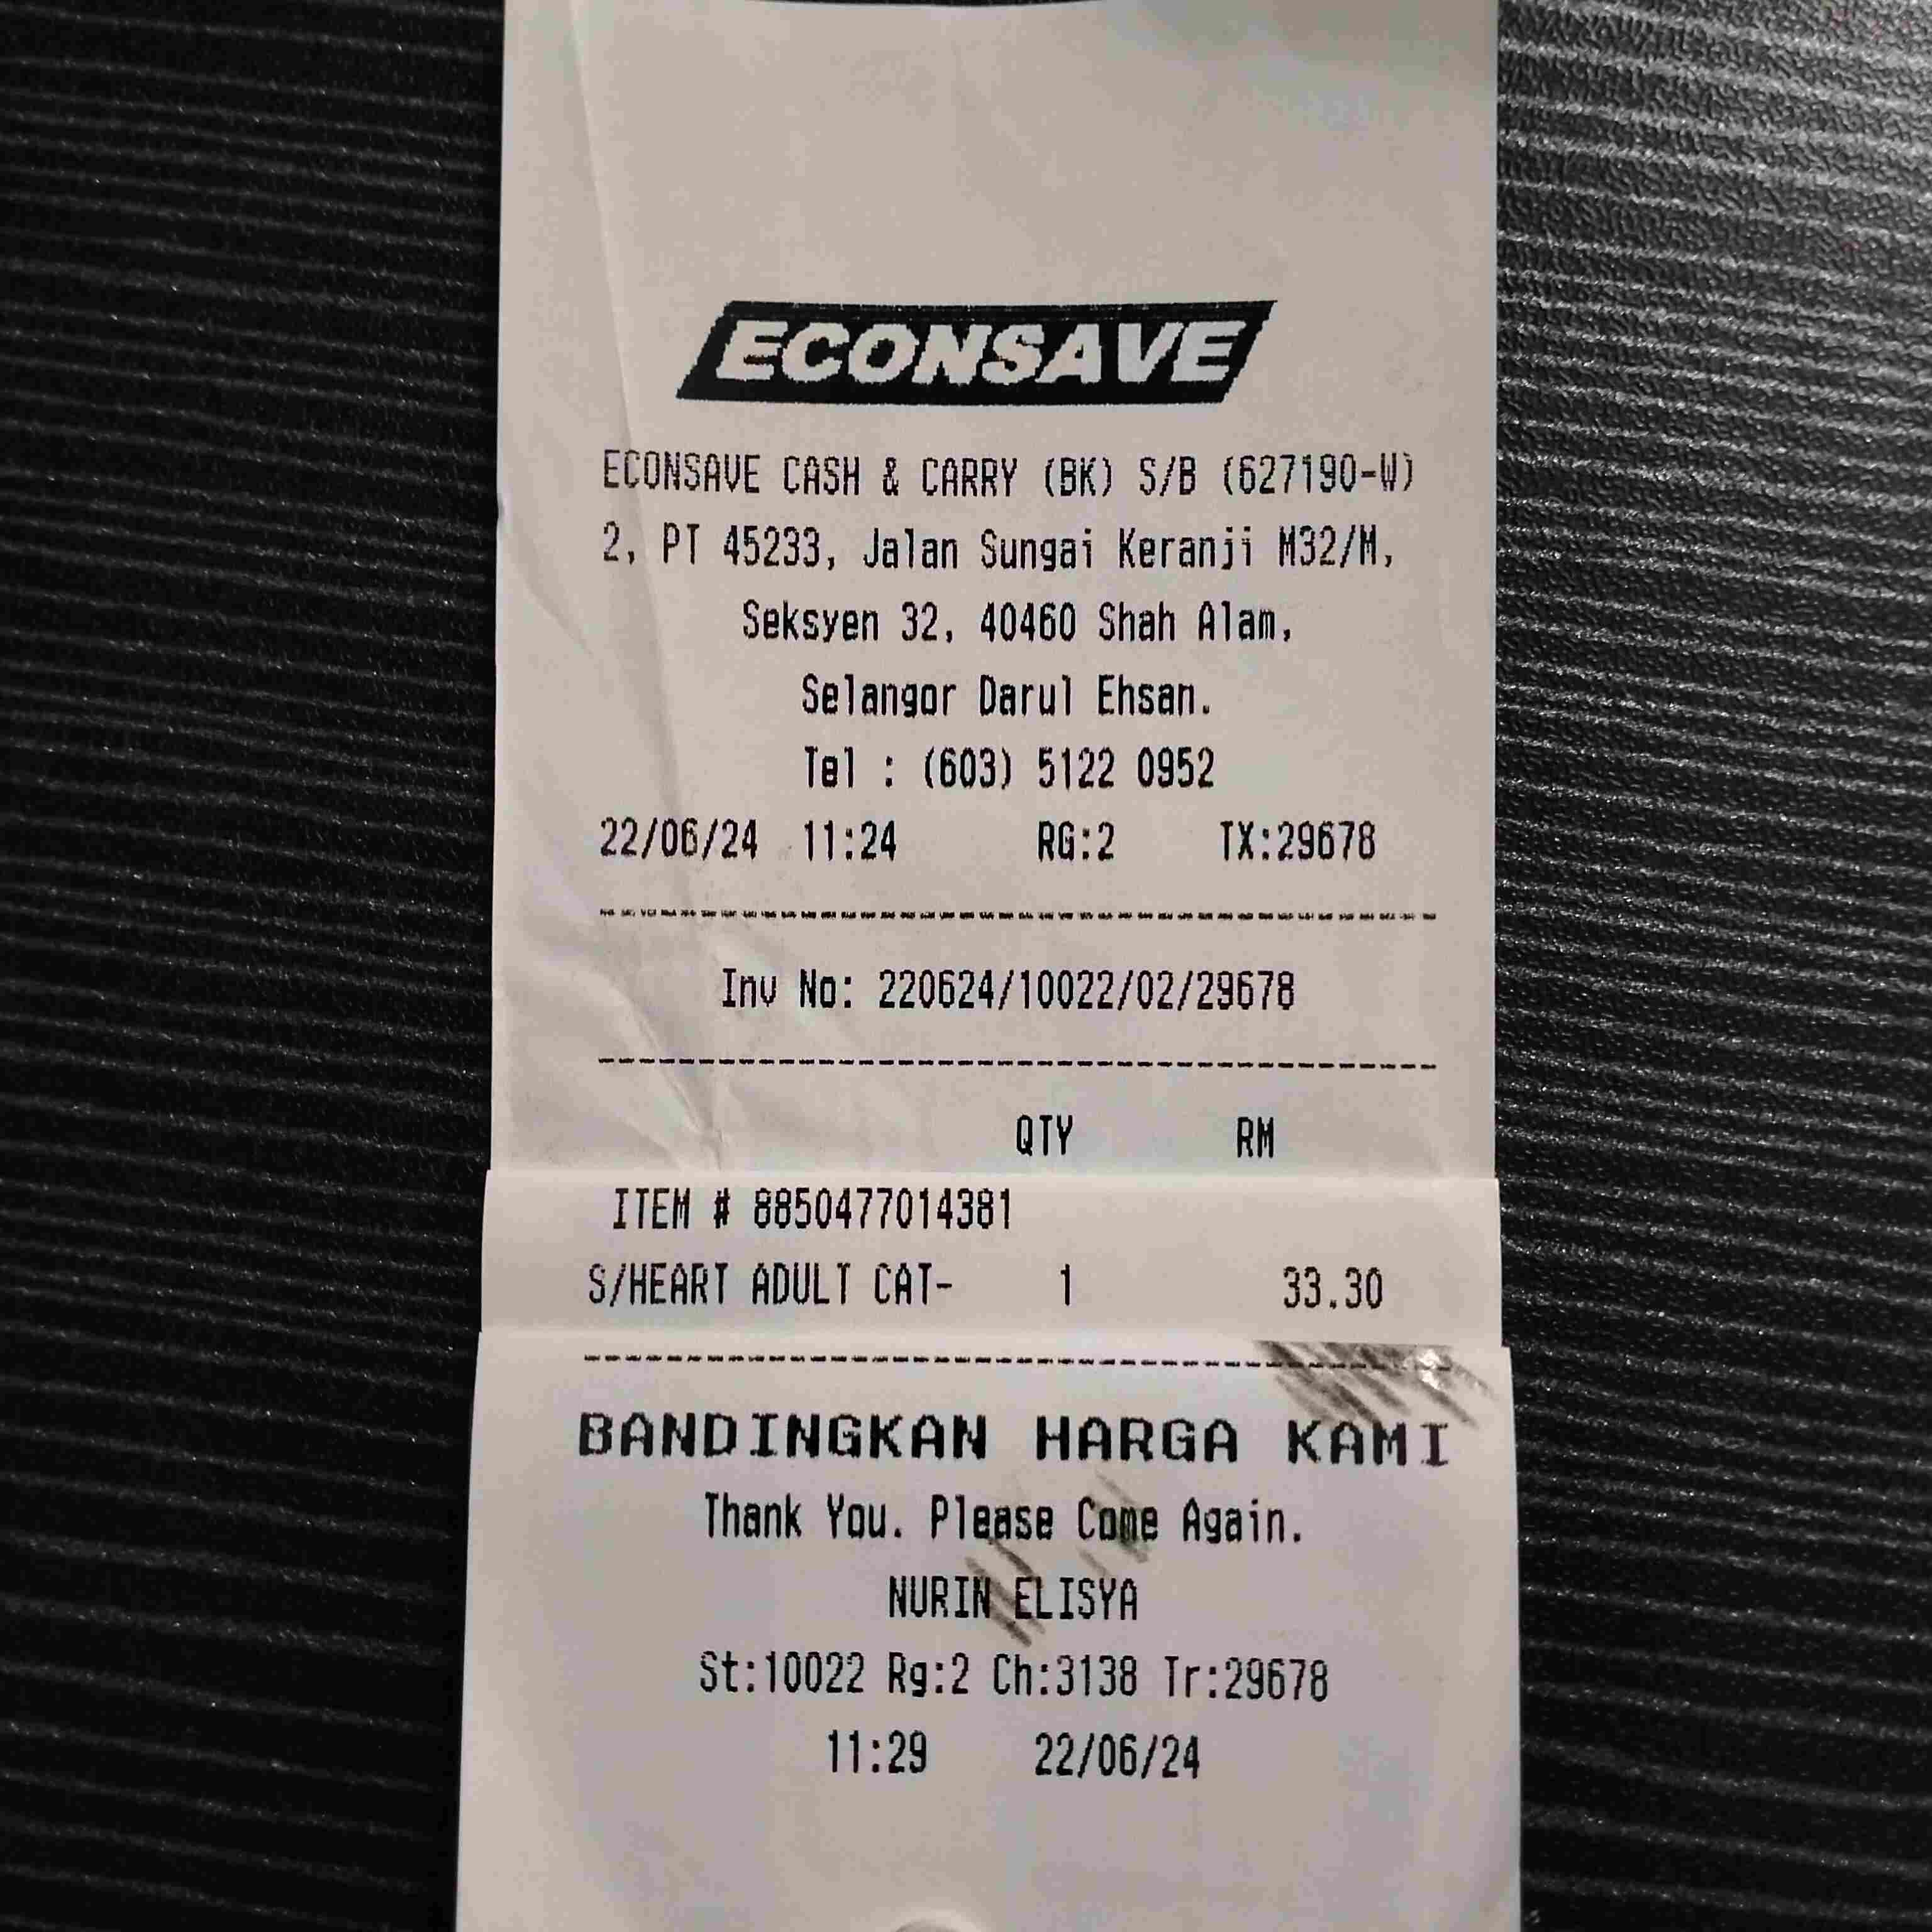 ECONSAVE
ECONSAVE CASH & CARRY (BK) S/B (627190-W)
2, PT 45233, Jalan Sungai Keranji M32/M,
Seksyen 32, 40460 Shah Alam,
Selangor Darul Ehsan.
Tel : (603) 5122 0952
22/06/24 11:24 RG:2 TX:29678
Inv No: 220624/10022/02/29678
QTY RM
ITEM # 8850477014381
S/HEART ADULT CAT- 1 33.30
BANDINGKAN HARGA KAMI
Thank You. Please Come Again.
NURIN ELISYA
St:10022 Rg:2 Ch:3138 Tr:29678
11:29 22/06/24